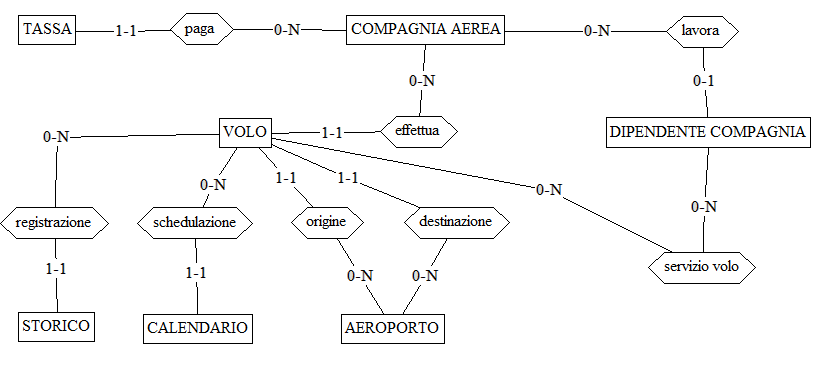 TASSA 1-1 paga 0-N COMPAGNIA AEREA 0-N lavora
0-N 0-1
VOLO 1-1 effettua DIPENDENTE COMPAGNIA
0-N 0-N 1-1 1-1 0-N 0-N
registrazione schedulazione origine destinazione
1-1 1-1 0-N 0-N servizio volo
STORICO CALENDARIO AEROPORTO